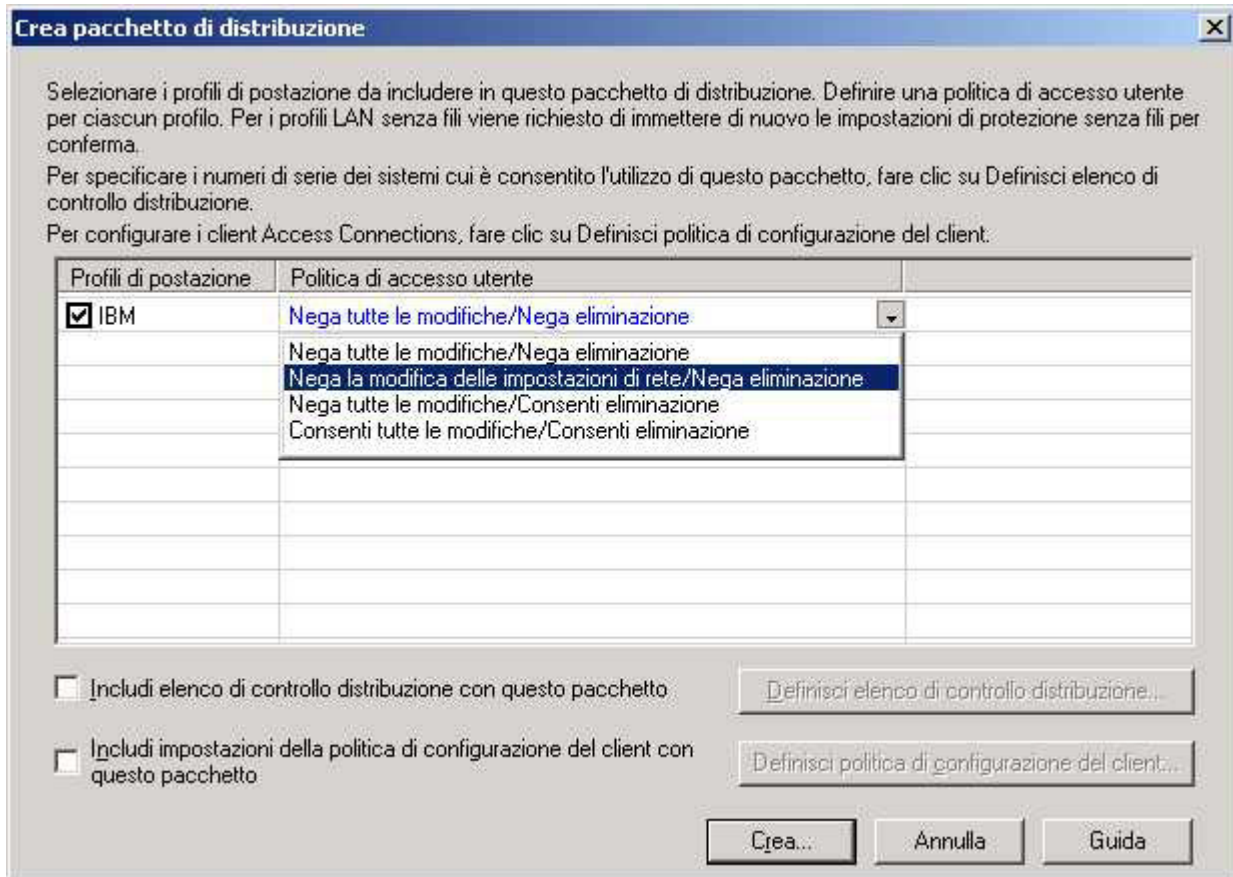 Crea pacchetto di distribuzione
Selezionare i profili di postazione da includere in questo pacchetto di distribuzione. Definire una politica di accesso utente
per ciascun profilo. Per i profili LAN senza fili viene richiesto di immettere di nuovo le impostazioni di protezione senza fili per
conferma.
Per specificare i numeri di serie dei sistemi cui è consentito l'utilizzo di questo pacchetto, fare clic su Definisci elenco di
controllo distribuzione.
Per configurare i client Access Connections, fare clic su Definisci politica di configurazione del client.
Profili di postazione Politica di accesso utente
IBM Nega tutte le modifiche/Nega eliminazione
Nega tutte le modifiche/Nega eliminazione
Nega la modifica delle impostazioni di rete/Nega eliminazione
Nega tutte le modifiche/Consenti eliminazione
Consenti tutte le modifiche/Consenti eliminazione
Includi elenco di controllo distribuzione con questo pacchetto Definisci elenco di controllo distribuzione...
Includi impostazioni della politica di configurazione del client con
questo pacchetto Definisci politica di configurazione del client...
Crea... Annulla Guida